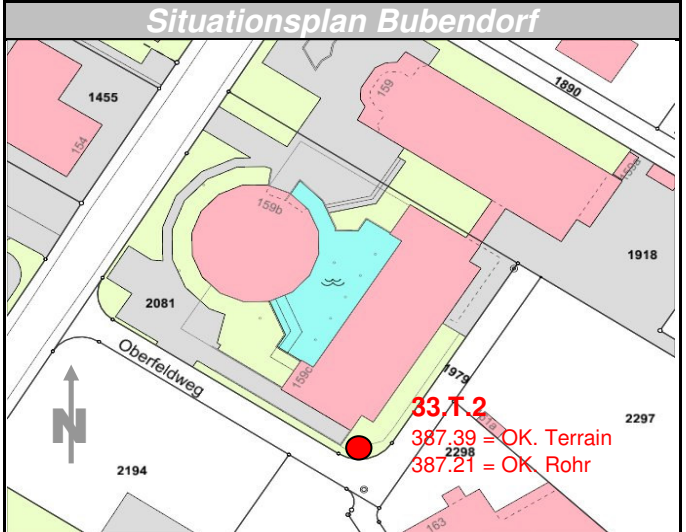 Situationsplan Bubendorf
1890
1455
159
154
159a
159b
1918
2081
Oberfeldweg
159c
1979
33.T.2
2297
387.39 = OK. Terrain
2298
387.21 = OK. Rohr
N
2194
163